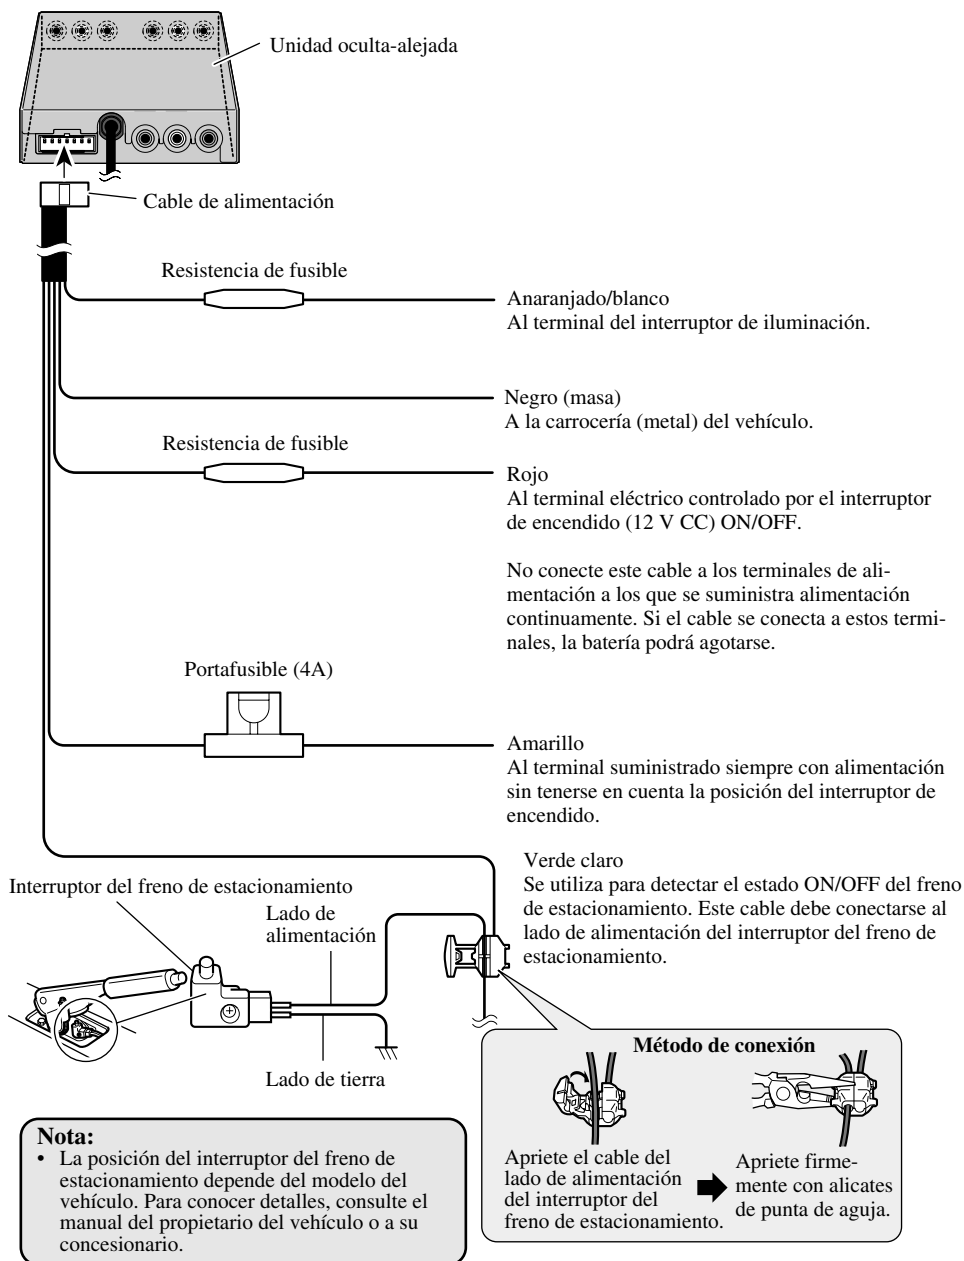 Unidad oculta-alejada
Cable de alimentación
Resistencia de fusible
Anaranjado/blanco
Al terminal del interruptor de iluminación.
Negro (masa)
A la carrocería (metal) del vehículo.
Resistencia de fusible
Rojo
Al terminal eléctrico controlado por el interruptor
de encendido (12 V CC) ON/OFF.
No conecte este cable a los terminales de ali-
mentación a los que se suministra alimentación
continuamente. Si el cable se conecta a estos termi-
nales, la batería podrá agotarse.
Portafusible (4A)
Amarillo
Al terminal suministrado siempre con alimentación
sin tenerse en cuenta la posición del interruptor de
encendido.
Verde claro
Se utiliza para detectar el estado ON/OFF del freno
de estacionamiento. Este cable debe conectarse al
lado de alimentación del interruptor del freno de
estacionamiento.
Interruptor del freno de estacionamiento
Lado de
alimentación
Lado de tierra
Método de conexión
Apriete el cable del
lado de alimentación
del interruptor del
freno de estacionamiento.
Apriete firme-
mente con alicates
de punta de aguja.
Nota:
• La posición del interruptor del freno de
estacionamiento depende del modelo del
vehículo. Para conocer detalles, consulte el
manual del propietario del vehículo o a su
concesionario.